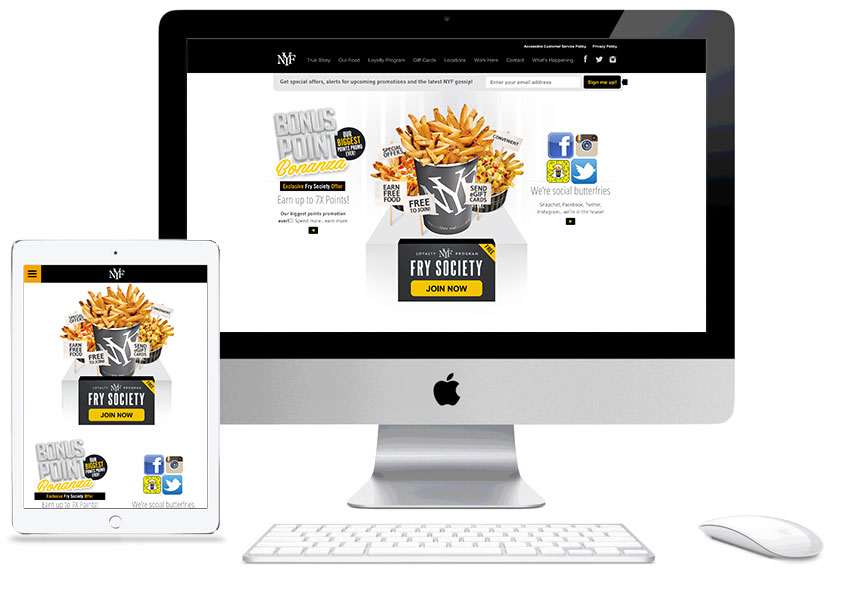 Accessible Customer Service Policy Privacy Policy
NYF True Story Our Food Loyalty Program Gift Cards Locations Work Here Contact What's Happening
Get special offers, alerts for upcoming promotions and the latest NYF gossip! Enter your email address Sign me up!
BONUS
POINT
Bonanza
OUR
BIGGEST
POINTS PROMO
EVER!
Exclusive Fry Society Offer
Earn up to 7X Points!
Our biggest points promotion
ever!!! Spend more, earn more
SPECIAL
OFFERS
CONVENIENT
EARN
FREE
FOOD
FREE
TO JOIN!
SEND
eGIFT
CARDS
NYF
LOYALTY NYF PROGRAM
FREE
FRY SOCIETY
JOIN NOW
We're social butterfries
Snapchat, Facebook, Twitter,
Instagram... we're in the house!
NYF
SPECIAL
OFFERS
CONVENIENT
EARN
FREE
FOOD
FREE
TO JOIN!
SEND
eGIFT
CARDS
NYF
LOYALTY NYF PROGRAM
FREE
FRY SOCIETY
JOIN NOW
BONUS
POINT
Bonanza
OUR
BIGGEST
POINTS PROMO
EVER!
Exclusive Fry Society Offer
Earn up to 7X Points!
We're social butterfries